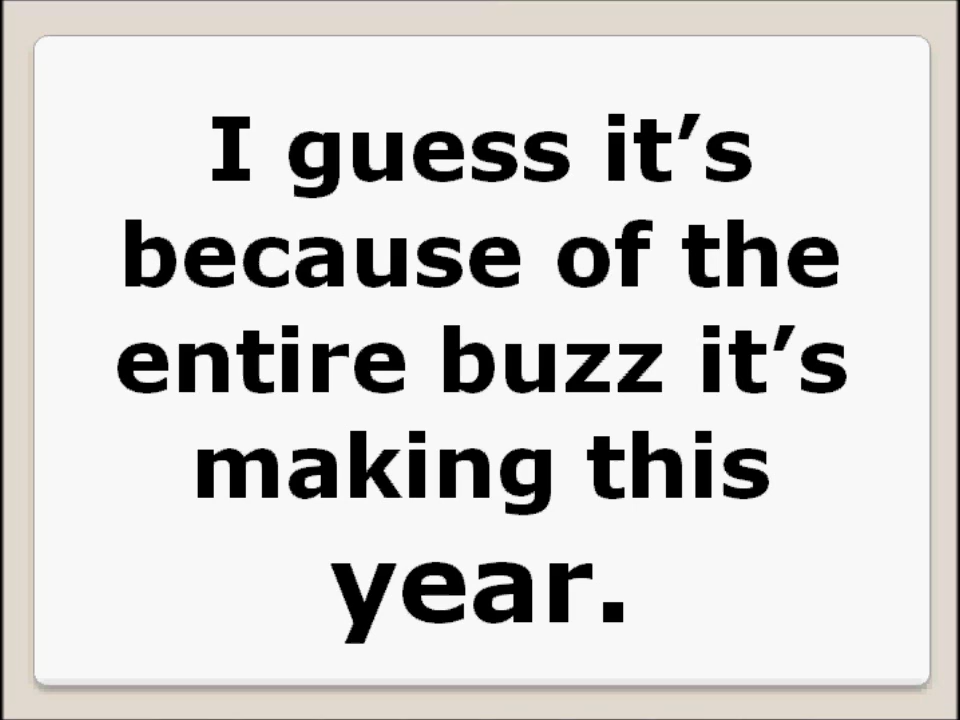 I guess it’s
because of the
entire buzz it’s
making this
year.